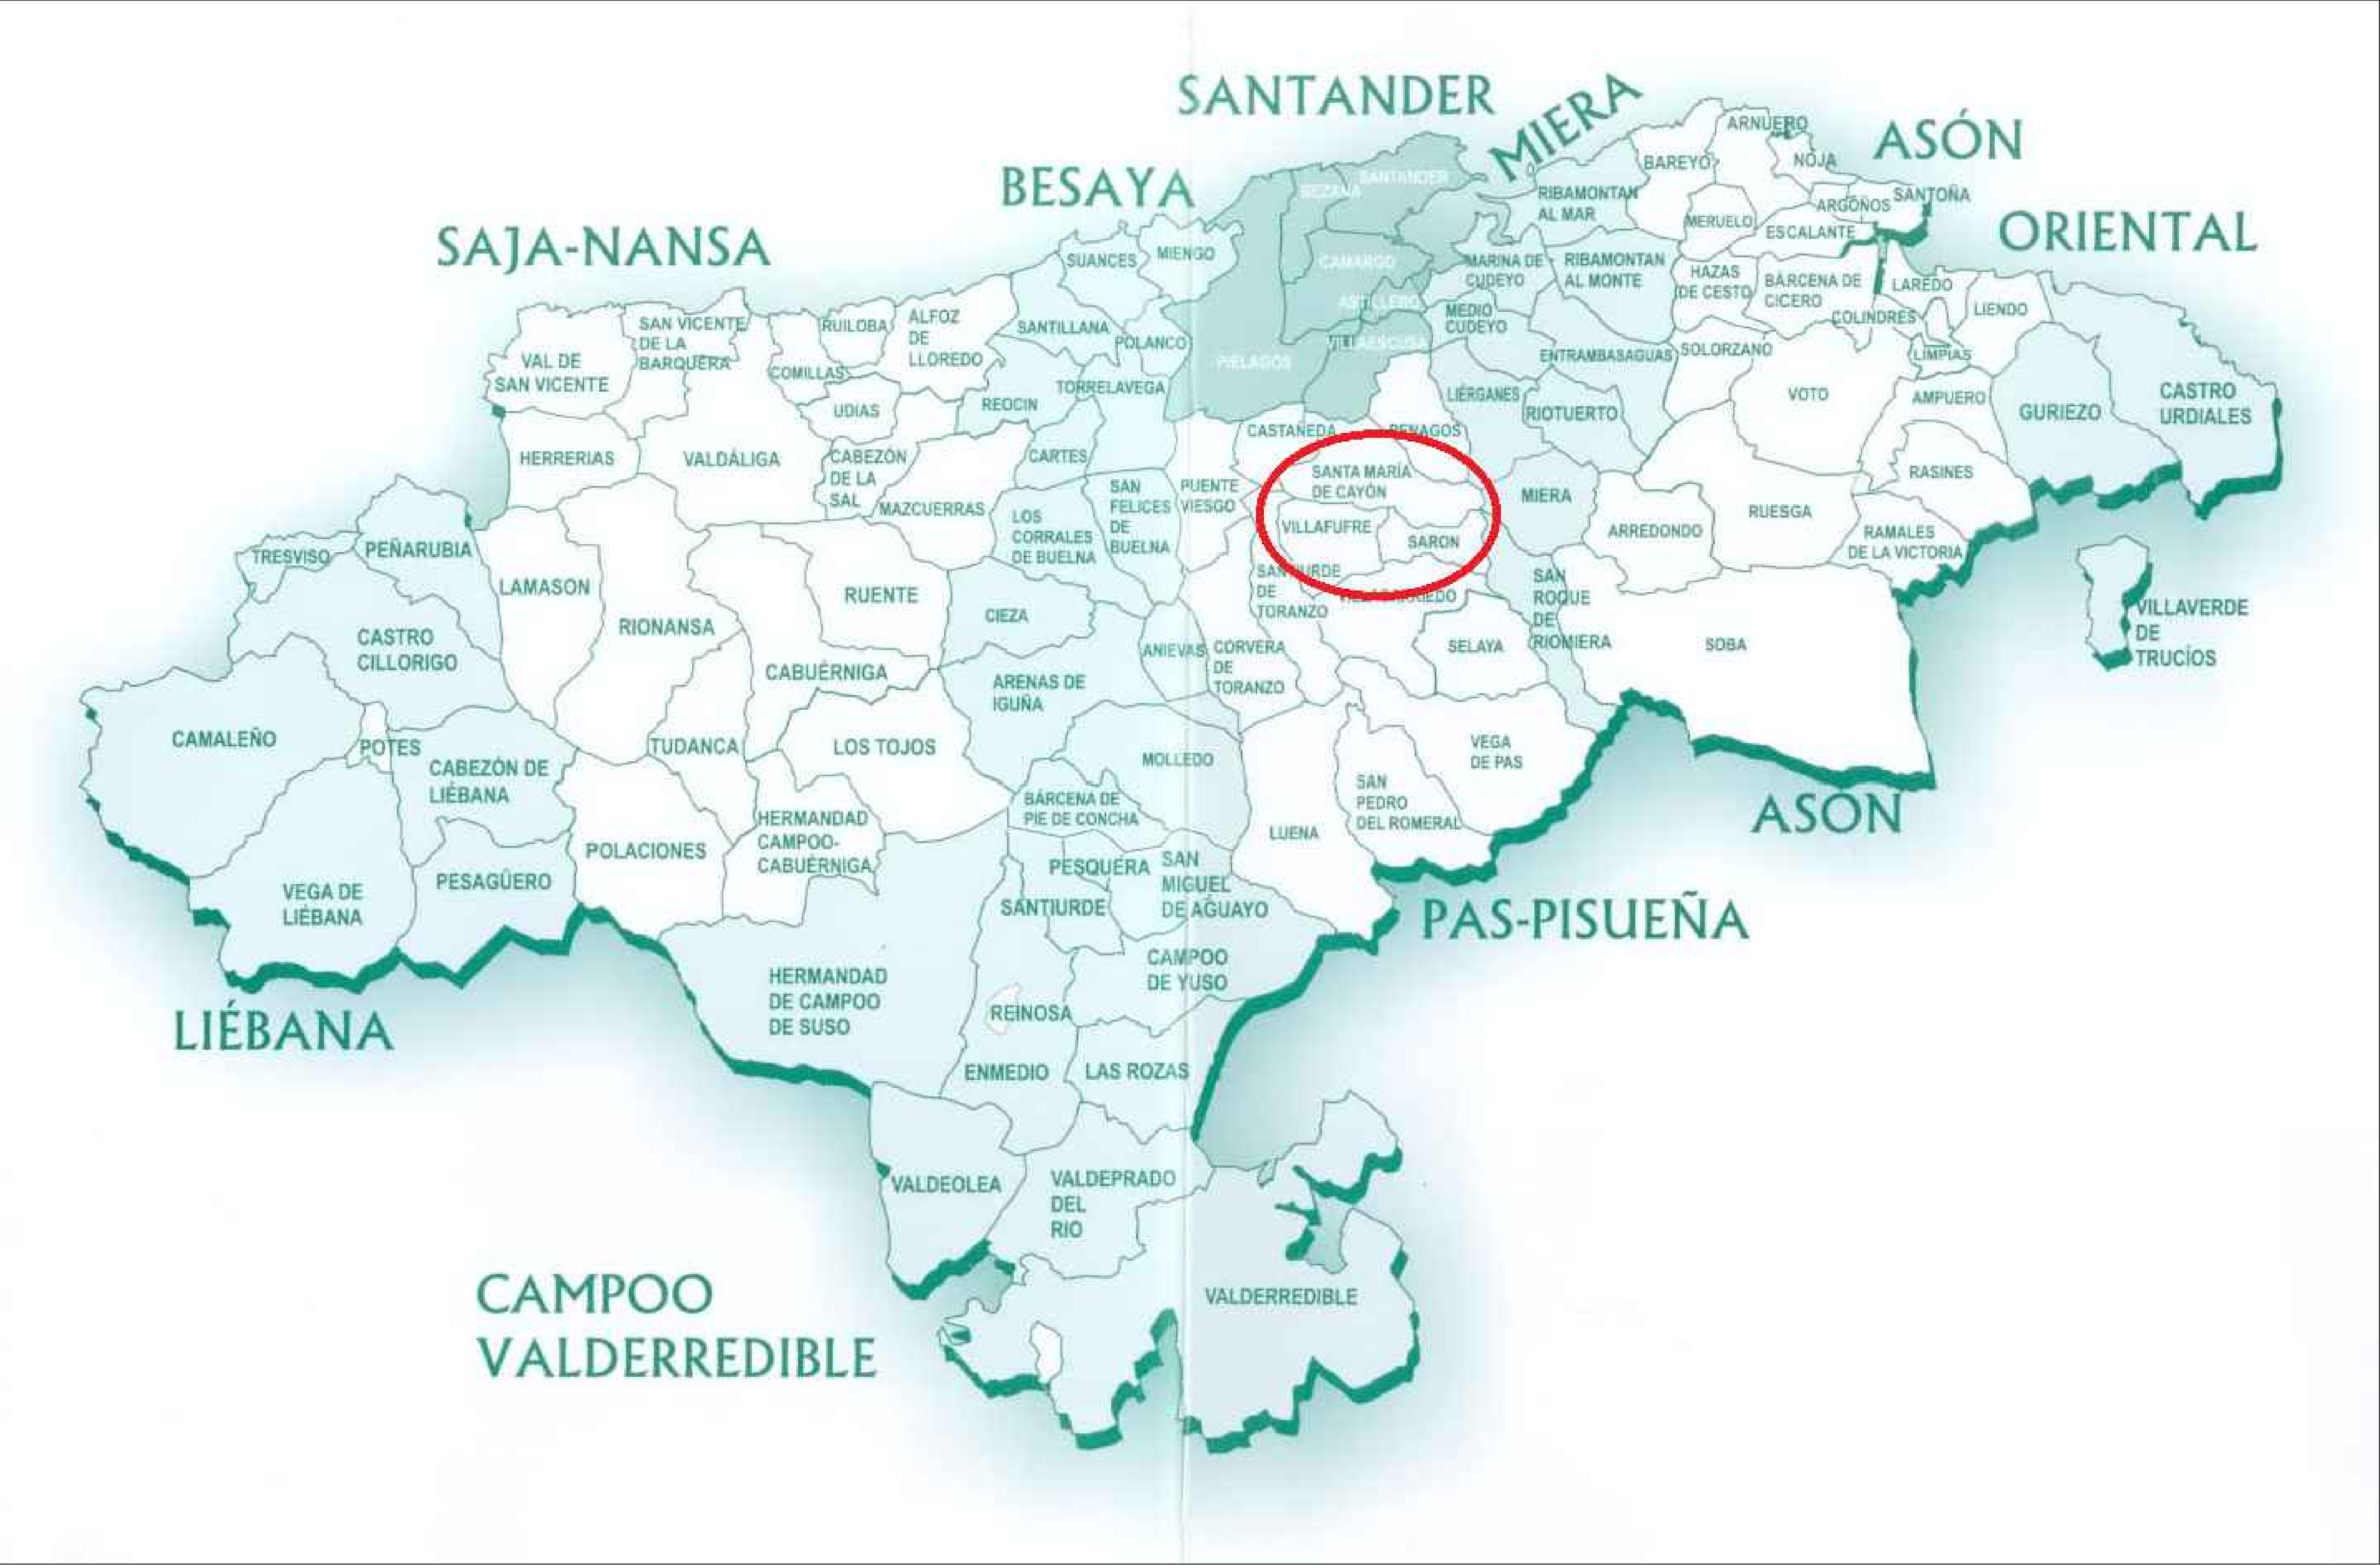 SANTANDER
MIERA
ASÓN
BESAYA
ORIENTAL
SAJA-NANSA
ARNUERO
BAREYO
NOJA
SANTANDER
BEZANA
RIBAMONTAN
AL MAR
SANTOÑA
ARGOÑOS
MERUELO
ESCALANTE
SUANCES
MIENGO
CAMARGO
MARINA DE
CUDEYO
RIBAMONTAN
AL MONTE
HAZAS
DE CESTO
BÁRCENA DE
CICERO
LAREDO
LIENDO
COLINDRES
ASTILLERO
MEDIO
CUDEYO
SAN VICENTE
DE LA
BARQUERA
RUILOBA
ALFOZ
DE
LLOREDO
SANTILLANA
POLANCO
VILLAESCUSA
PIELAGOS
ENTRAMBASAGUAS
SOLORZANO
LIMPIAS
VAL DE
SAN VICENTE
COMILLAS
TORRELAVEGA
LIÉRGANES
RIOTUERTO
VOTO
AMPUERO
GURIEZO
CASTRO
URDIALES
UDIAS
REOCIN
CASTAÑEDA
PENAGOS
HERRERIAS
VALDÁLIGA
CABEZÓN
DE LA
SAL
CARTES
SANTA MARÍA
DE CAYÓN
RASINES
MAZCUERRAS
LOS
CORRALES
DE BUELNA
SAN
FELICES
DE
BUELNA
PUENTE
VIESGO
VILLAFUFRE
SARON
MIERA
ARREDONDO
RUESGA
RAMALES
DE LA VICTORIA
TRESVISO
PEÑARUBIA
LAMASON
RUENTE
SANTIURDE
DE
TORANZO
SAN
ROQUE
DE
RIOMIERA
VILLAVERDE
DE
TRUCÍOS
CIEZA
RIONANSA
CASTRO
CILLORIGO
CABUÉRNIGA
ANIEVAS
CORVERA
DE
TORANZO
SELAYA
SOBA
ARENAS DE
IGUÑA
CAMALEÑO
POTES
TUDANCA
LOS TOJOS
MOLLEDO
VEGA
DE PAS
CABEZÓN DE
LIÉBANA
SAN
PEDRO
DEL ROMERAL
BÁRCENA DE
PIE DE CONCHA
ASON
HERMANDAD
CAMPOO-
CABUÉRNIGA
LUENA
POLACIONES
PESQUERA
SAN
MIGUEL
DE AGUAYO
VEGA DE
LIÉBANA
PESAGÜERO
SANTIURDE
PAS-PISUEÑA
HERMANDAD
DE CAMPOO
DE SUSO
CAMPOO
DE YUSO
REINOSA
LIÉBANA
ENMEDIO
LAS ROZAS
VALDEOLEA
VALDEPRADO
DEL
RIO
VALDERREDIBLE
CAMPOO
VALDERREDIBLE